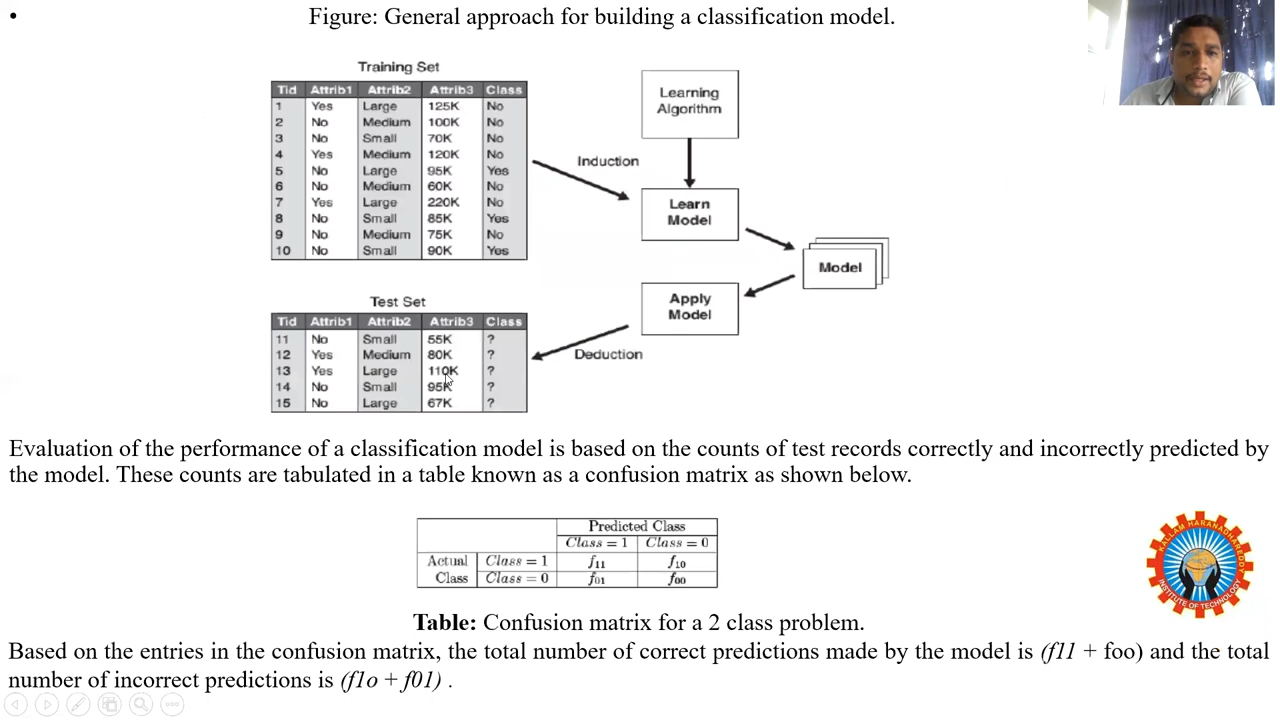 • Figure: General approach for building a classification model.
Training Set
Tid Attrib1 Attrib2 Attrib3 Class
1 Yes Large 125K No
2 No Medium 100K No
3 No Small 70K No
4 Yes Medium 120K No
5 No Large 95K Yes
6 No Medium 60K No
7 Yes Large 220K No
8 No Small 85K Yes
9 No Medium 75K No
10 No Small 90K Yes
Learning
Algorithm
Induction
Learn
Model
Model
Apply
Model
Deduction
Test Set
Tid Attrib1 Attrib2 Attrib3 Class
11 No Small 55K ?
12 Yes Medium 80K ?
13 Yes Large 110K ?
14 No Small 95K ?
15 No Large 67K ?
Evaluation of the performance of a classification model is based on the counts of test records correctly and incorrectly predicted by
the model. These counts are tabulated in a table known as a confusion matrix as shown below.
Predicted Class
Class = 1 Class = 0
Actual Class = 1 f11 f10
Class Class = 0 f01 f00
KALLAM HARANADHAREDDY
INSTITUTE OF TECHNOLOGY
Table: Confusion matrix for a 2 class problem.
Based on the entries in the confusion matrix, the total number of correct predictions made by the model is (f11 + foo) and the total
number of incorrect predictions is (f1o + f01) .